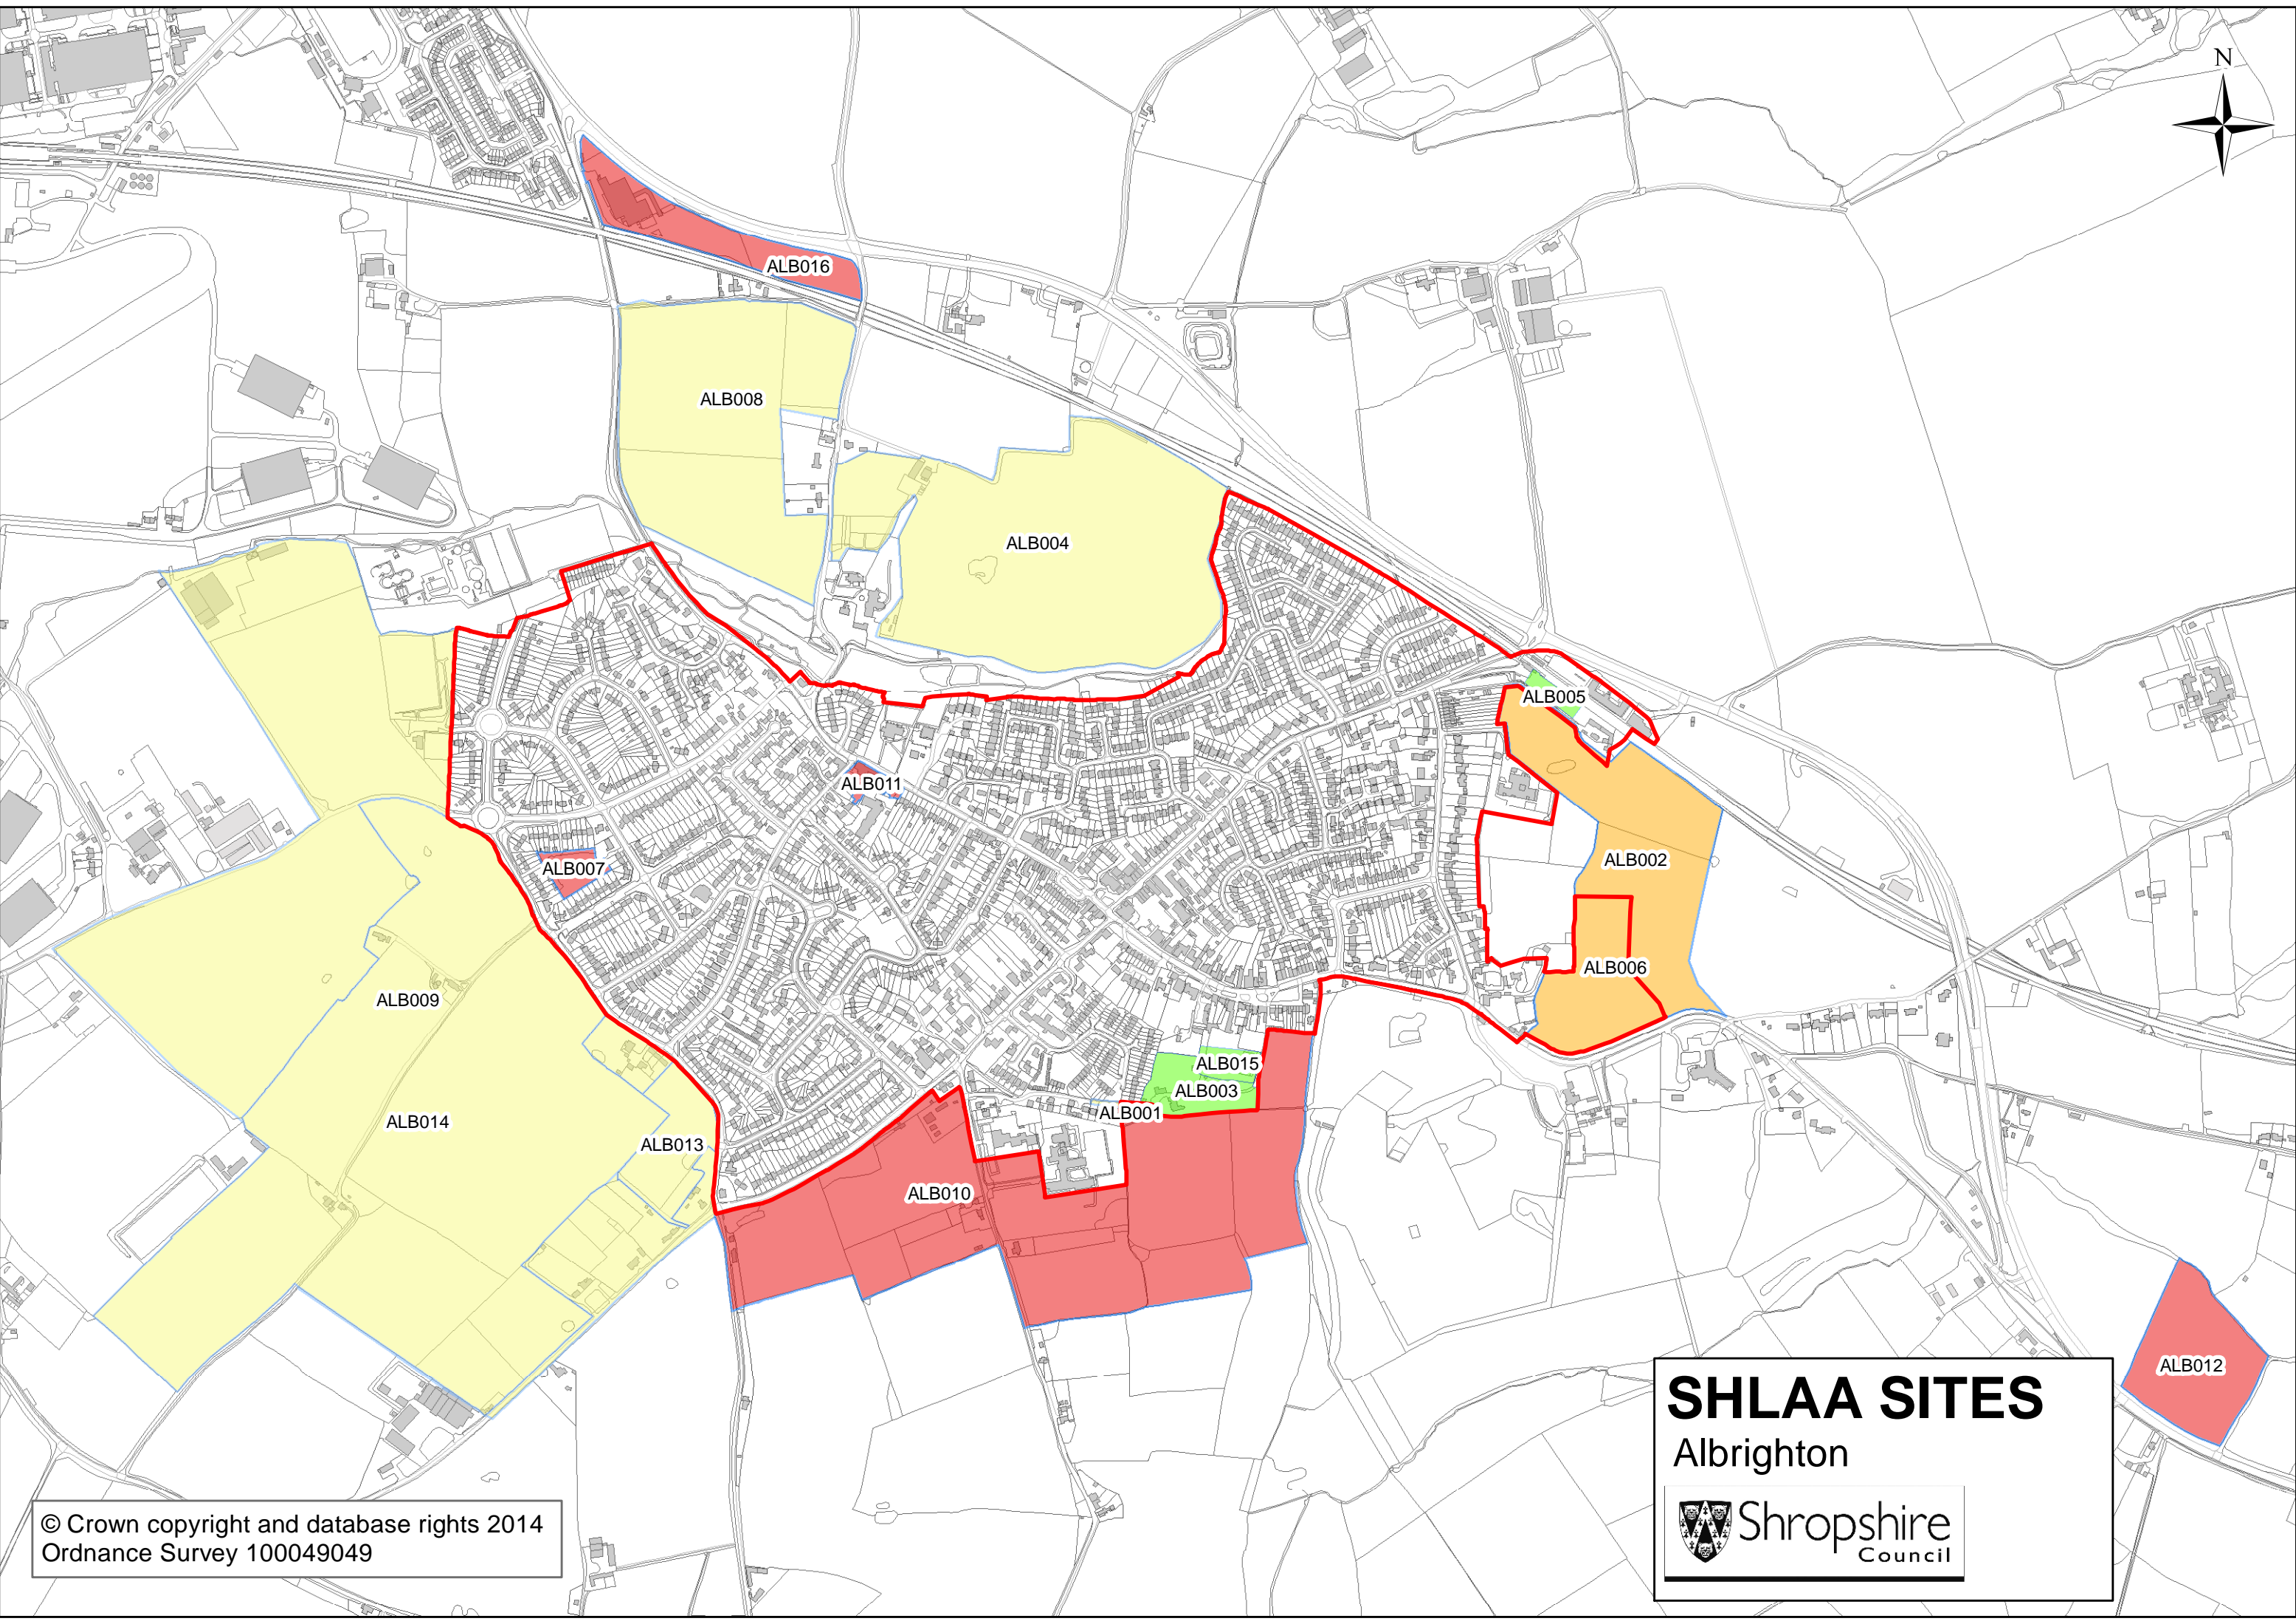 N
ALB016
ALB008
ALB004
ALB005
ALB011
ALB002
ALB007
ALB006
ALB009
ALB015
ALB003
ALB001
ALB014
ALB013
ALB010
ALB012
SHLAA SITES
Albrighton
Shropshire
Council
© Crown copyright and database rights 2014
Ordnance Survey 100049049